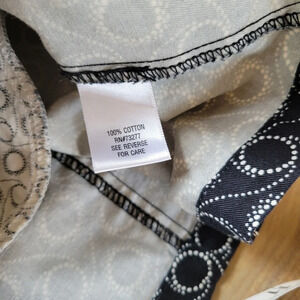 100% COTTON
RN#73277
SEE REVERSE
FOR CARE